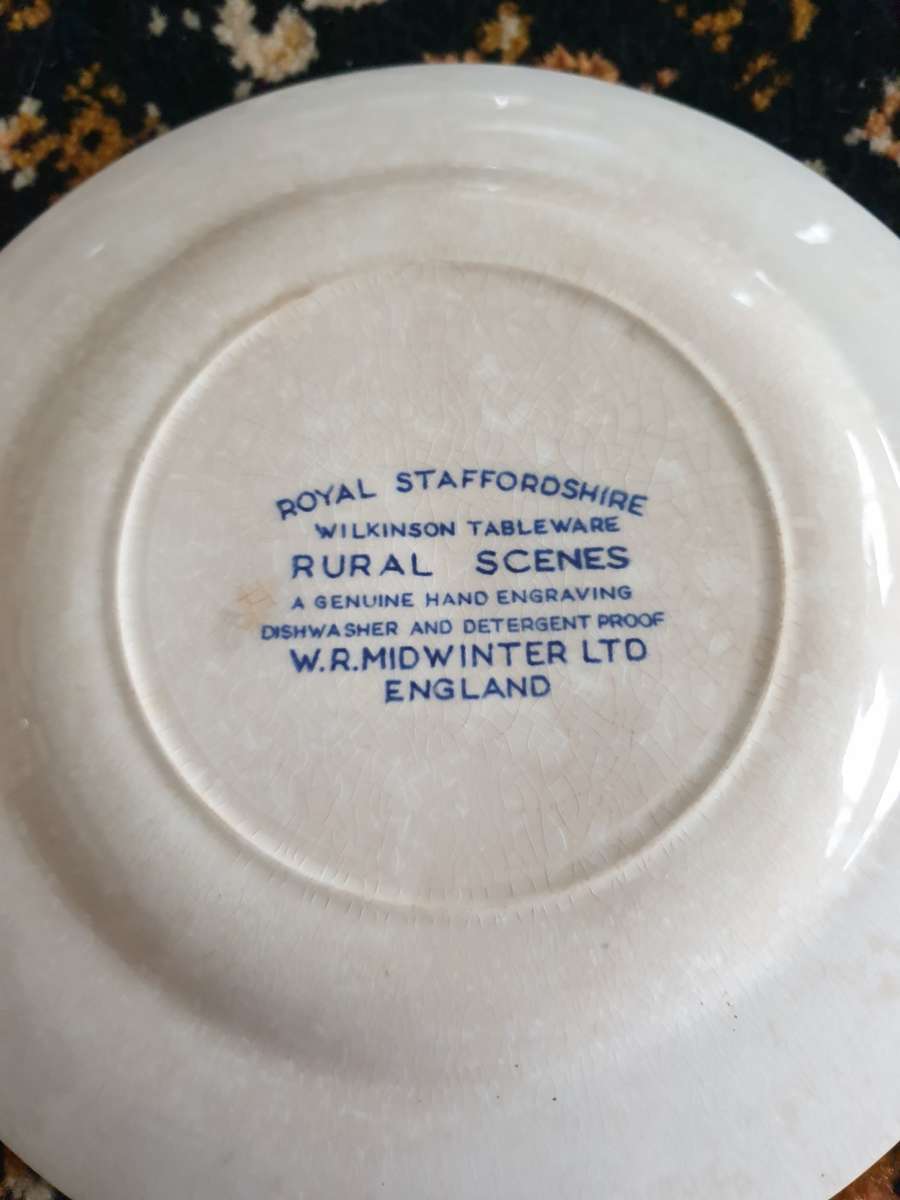 ROYAL STAFFORDSHIRE
WILKINSON TABLEWARE
RURAL SCENES
A GENUINE HAND ENGRAVING
DISHWASHER AND DETERGENT PROOF
W.R.MIDWINTER LTD
ENGLAND